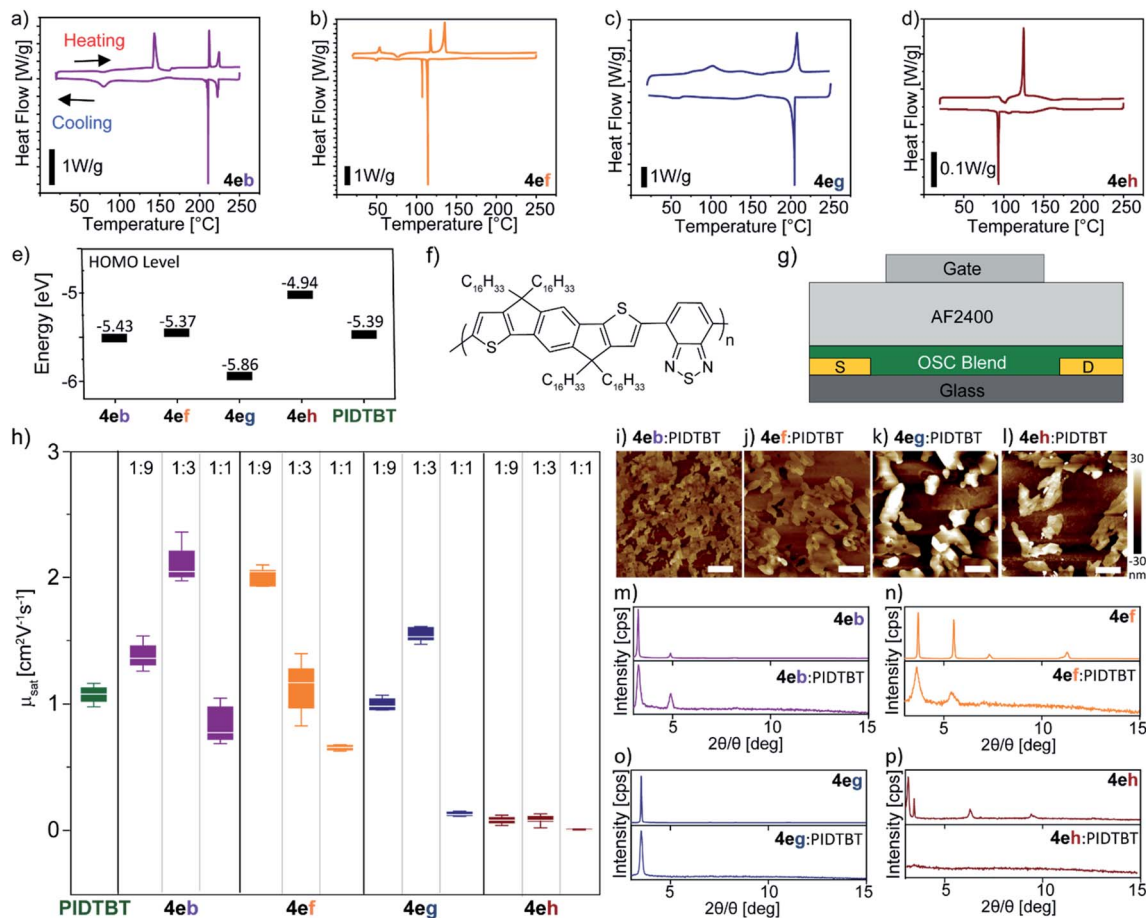 a)
Heating
Cooling
1W/g
4eb
Heat Flow [W/g]
0 50 100 150 200 250
Temperature [°C]
b)
1W/g
4ef
Heat Flow [W/g]
0 50 100 150 200 250
Temperature [°C]
c)
1W/g
4eg
Heat Flow [W/g]
0 50 100 150 200 250
Temperature [°C]
d)
0.1W/g
4eh
Heat Flow [W/g]
0 50 100 150 200 250
Temperature [°C]
e)
HOMO Level
Energy [eV]
-5
-6
-5.43
-5.37
-5.86
-4.94
-5.39
4eb 4ef 4eg 4eh PIDTBT
f)
C16H33 C16H33
S
S
n
N S N
C16H33 C16H33
g)
Gate
AF2400
S OSC Blend D
Glass
h)
3
2
1
0
μsat [cm²V⁻¹s⁻¹]
1:9 1:3 1:1 1:9 1:3 1:1 1:9 1:3 1:1 1:9 1:3 1:1
PIDTBT 4eb 4ef 4eg 4eh
i) 4eb:PIDTBT
j) 4ef:PIDTBT
k) 4eg:PIDTBT
l) 4eh:PIDTBT
30
-30
nm
m)
4eb
4eb:PIDTBT
Intensity [cps]
5 10 15
2θ/θ [deg]
n)
4ef
4ef:PIDTBT
Intensity [cps]
5 10 15
2θ/θ [deg]
o)
4eg
4eg:PIDTBT
Intensity [cps]
5 10 15
2θ/θ [deg]
p)
4eh
4eh:PIDTBT
Intensity [cps]
5 10 15
2θ/θ [deg]